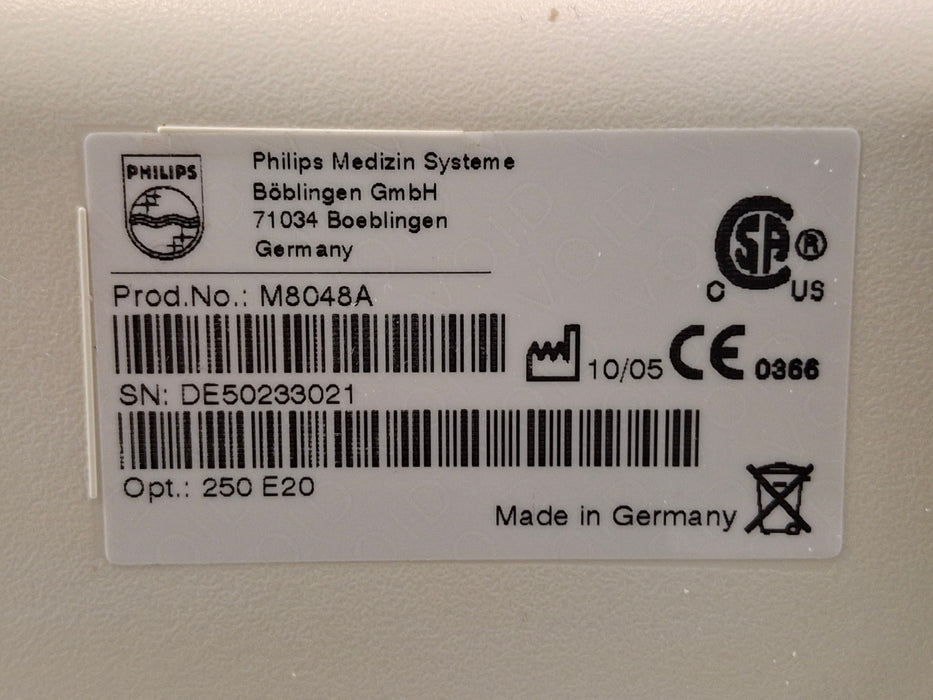 PHILIPS
Philips Medizin Systeme
Böblingen GmbH
71034 Boeblingen
Germany
CSA ®
C US
Prod.No.: M8048A
10/05 CE 0366
SN: DE50233021
Opt.: 250 E20
Made in Germany